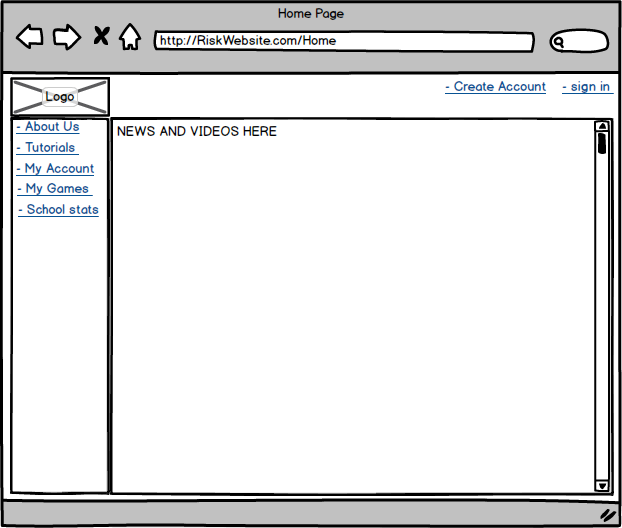 Home Page
http://RiskWebsite.com/Home
Logo
- Create Account
- sign in
- About Us
- Tutorials
- My Account
- My Games
- School stats
NEWS AND VIDEOS HERE